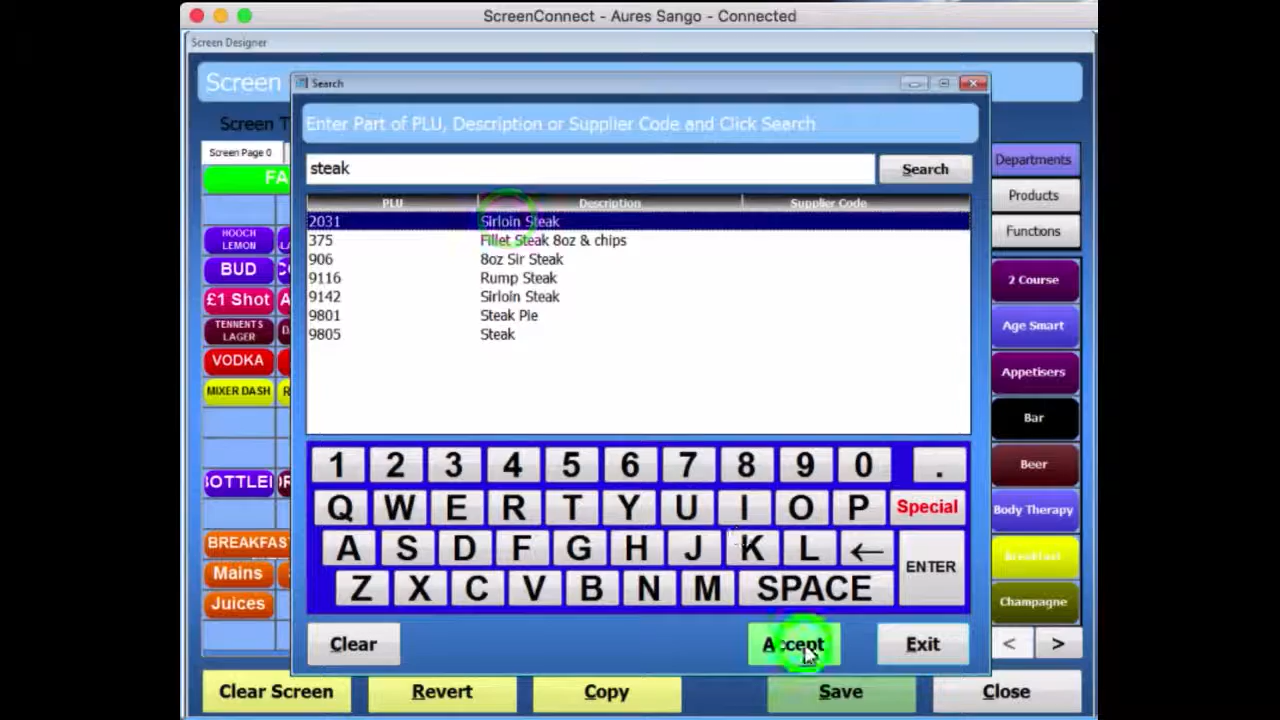 ScreenConnect - Aures Sango - Connected
Screen Designer
Screen
Search
Screen T
Enter Part of PLU, Description or Supplier Code and Click Search
Screen Page 0
steak
Search
Departments
FA
PLU Description Supplier Code
Products
2031 Sirloin Steak
Functions
375 Fillet Steak 8oz & chips
HOOCH
LEMON
906 8oz Sir Steak
BUD
9116 Rump Steak
2 Course
£1 Shot A
9142 Sirloin Steak
TENNENTS
LAGER
9801 Steak Pie
Age Smart
9805 Steak
VODKA
Appetisers
MIXER DASH
Bar
1 2 3 4 5 6 7 8 9 0 .
Beer
BOTTLEI
Q W E R T Y U I O P Special
Body Therapy
BREAKFAS
A S D F G H J K L ←
Breakfast
ENTER
Mains
Z X C V B N M SPACE
Champagne
Juices
Clear Accept Exit
< >
Clear Screen Revert Copy Save Close